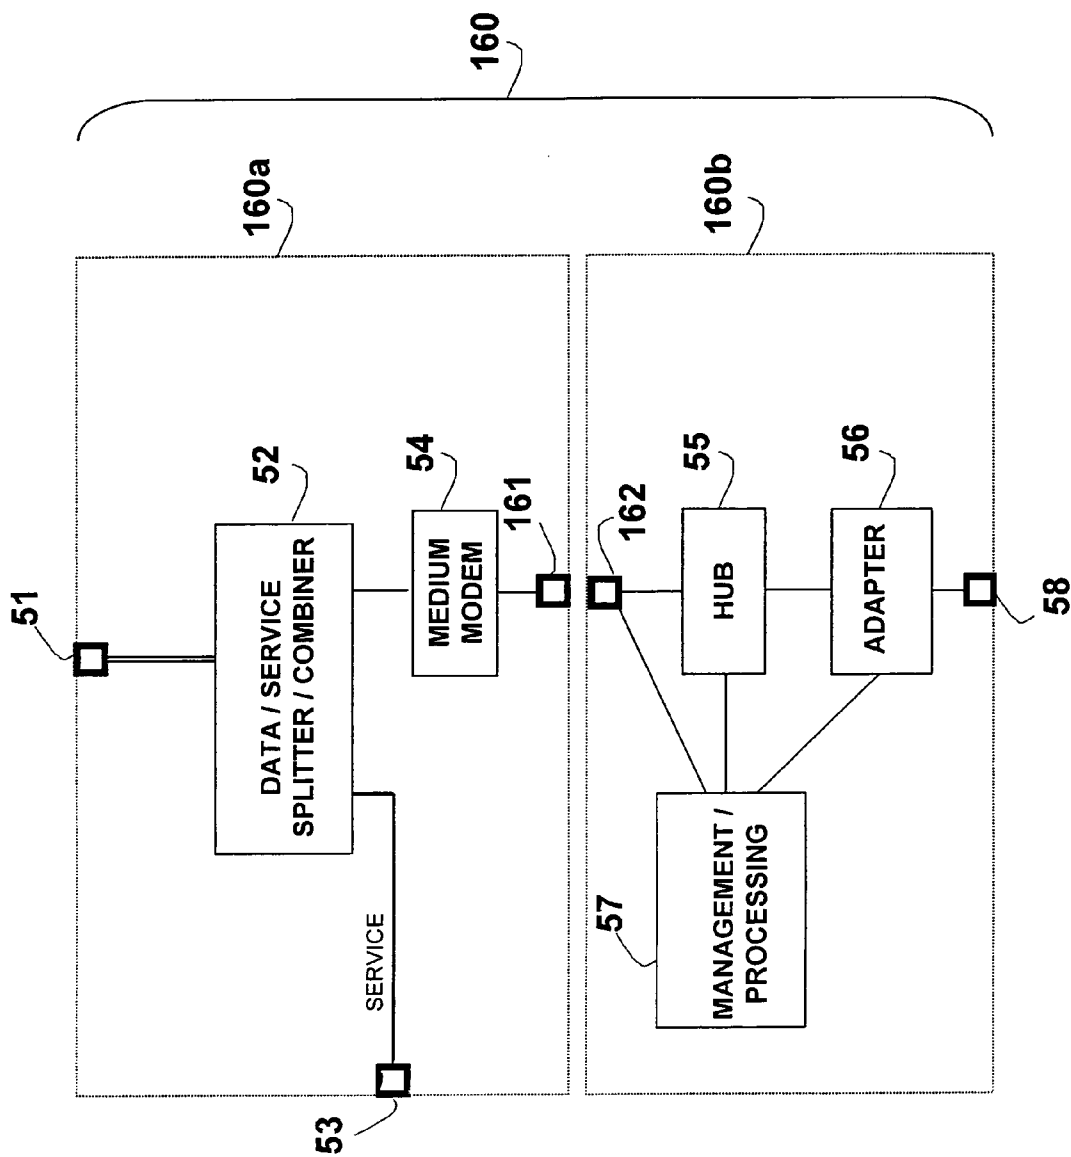 160
160a
160b
51
52
DATA / SERVICE
SPLITTER / COMBINER
54
MEDIUM
MODEM
161
SERVICE
53
162
55
HUB
56
ADAPTER
57
MANAGEMENT /
PROCESSING
58